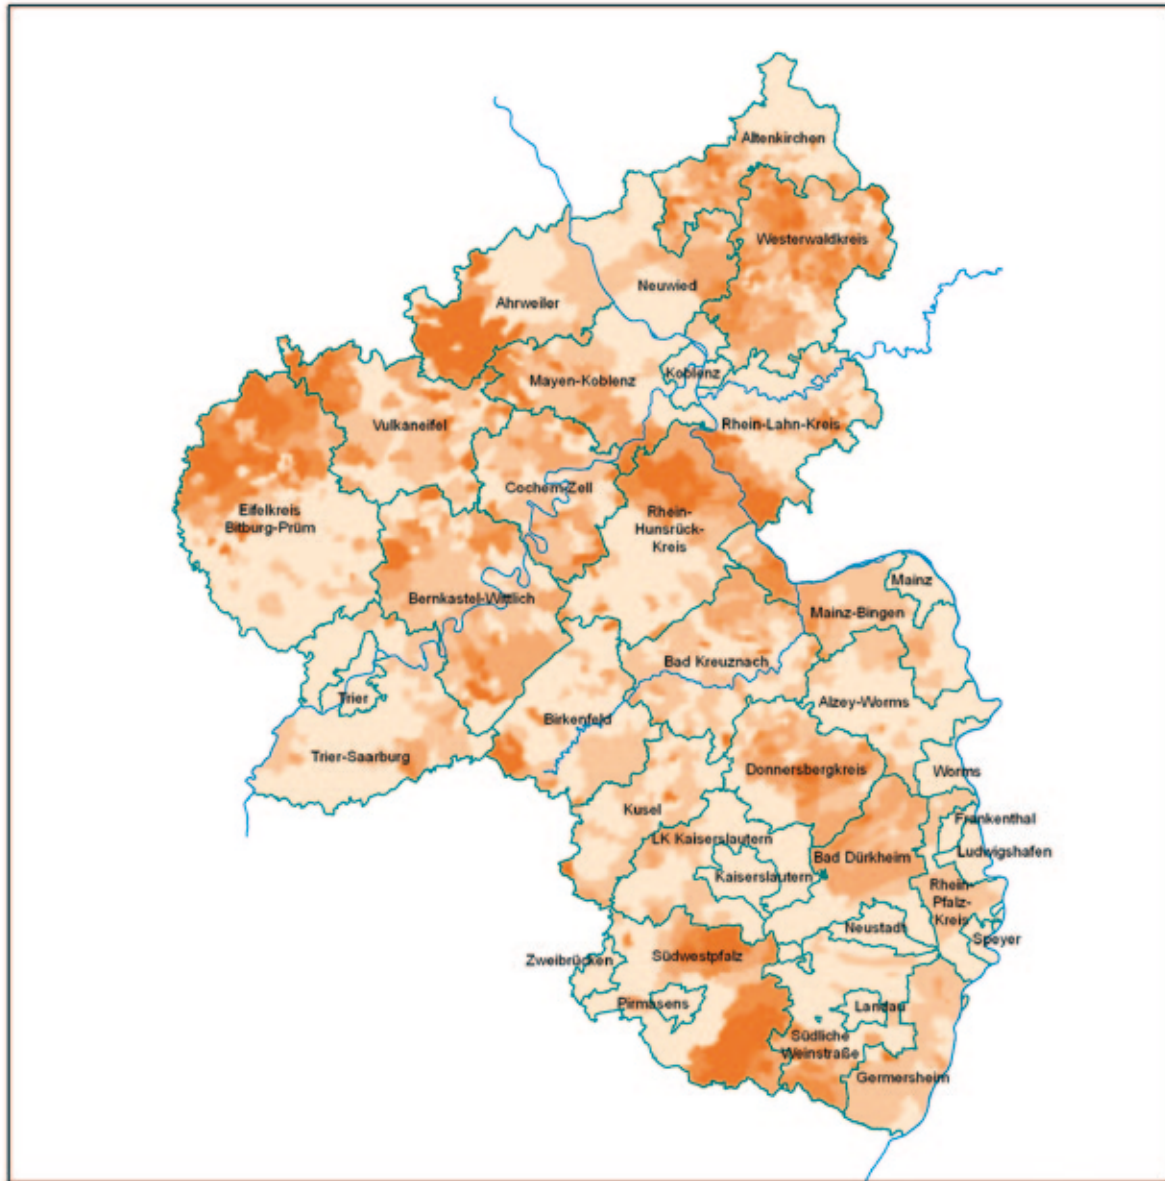 Altenkirchen
Westerwaldkreis
Neuwied
Ahrweiler
Koblenz
Mayen-Koblenz
Vulkaneifel
Rhein-Lahn-Kreis
Cochem-Zell
Eifelkreis
Bitburg-Prüm
Rhein-
Hunsrück-
Kreis
Mainz
Bernkastel-Wittlich
Mainz-Bingen
Bad Kreuznach
Trier
Alzey-Worms
Birkenfeld
Trier-Saarburg
Donnersbergkreis
Worms
Kusel
Frankenthal
LK Kaiserslautern
Ludwigshafen
Bad Dürkheim
Kaiserslautern
Rhein-
Pfalz-
Kreis
Neustadt
Speyer
Südwestpfalz
Zweibrücken
Pirmasens
Landau
Südliche
Weinstraße
Germersheim